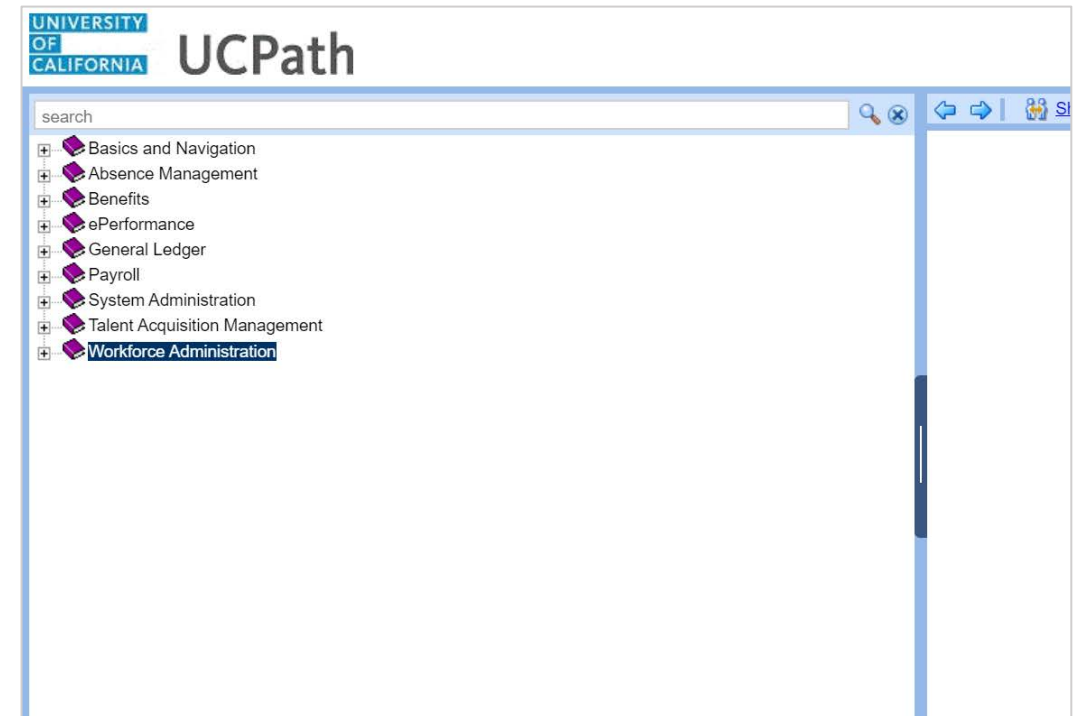 UNIVERSITY
OF
CALIFORNIA
UCPath
search
Basics and Navigation
Absence Management
Benefits
ePerformance
General Ledger
Payroll
System Administration
Talent Acquisition Management
Workforce Administration